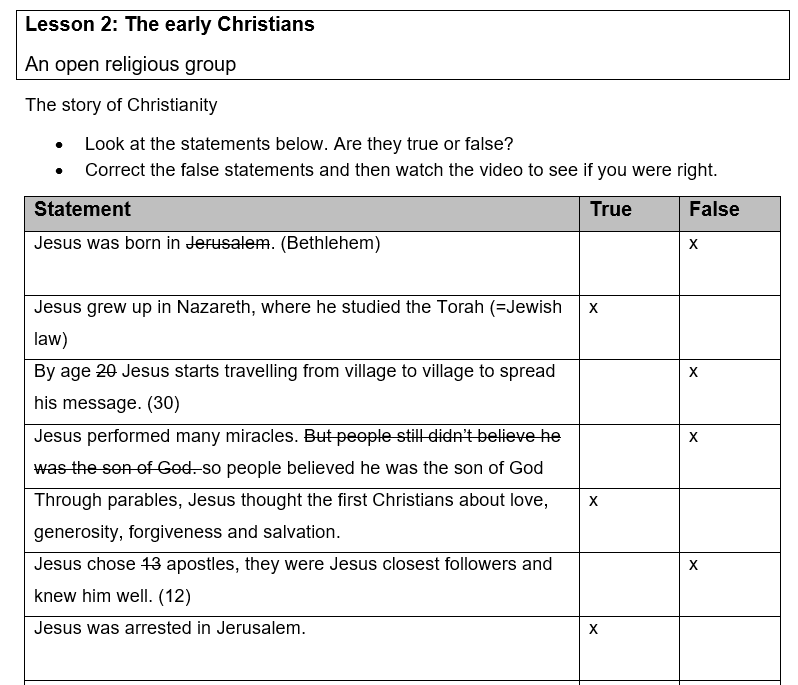 Lesson 2: The early Christians
An open religious group
The story of Christianity
• Look at the statements below. Are they true or false?
• Correct the false statements and then watch the video to see if you were right.
Statement True False
Jesus was born in Jerusalem. (Bethlehem) x
Jesus grew up in Nazareth, where he studied the Torah (=Jewish x
law)
By age 20 Jesus starts travelling from village to village to spread x
his message. (30)
Jesus performed many miracles. But people still didn't believe he x
was the son of God. so people believed he was the son of God
Through parables, Jesus thought the first Christians about love, x
generosity, forgiveness and salvation.
Jesus chose 13 apostles, they were Jesus closest followers and x
knew him well. (12)
Jesus was arrested in Jerusalem. x